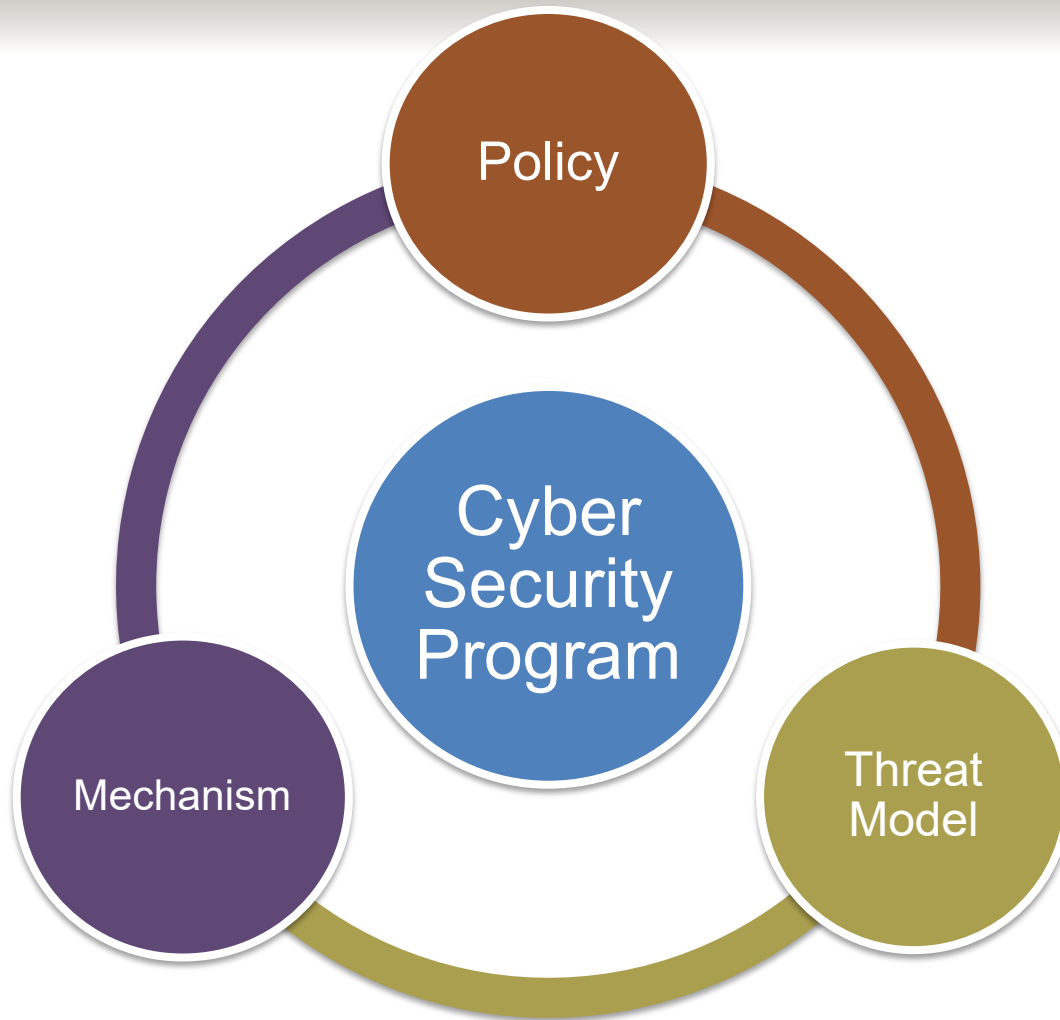 Policy
Cyber
Security
Program
Mechanism
Threat
Model